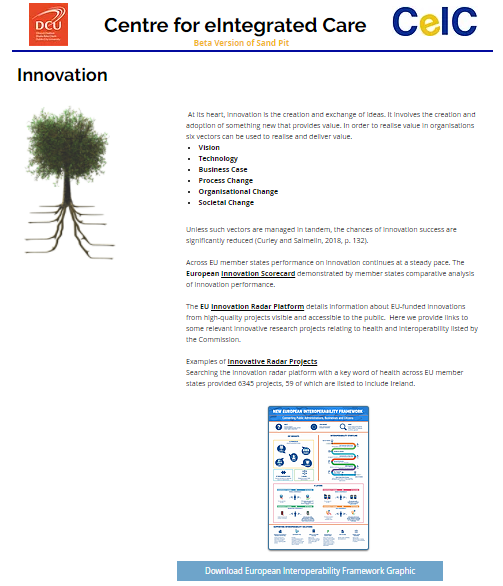 DCU
Centre for eIntegrated Care
Beta Version of Sand Pit
CeIC
Innovation
At its heart, innovation is the creation and exchange of ideas. It involves the creation and
adoption of something new that provides value. In order to realise value in organisations
six vectors can be used to realise and deliver value.
• Vision
• Technology
• Business Case
• Process Change
• Organisational Change
• Societal Change
Unless such vectors are managed in tandem, the chances of innovation success are
significantly reduced (Curley and Salmelin, 2018, p. 132).
Across EU member states performance on innovation continues at a steady pace. The
European Innovation Scorecard demonstrated by member states comparative analysis
of innovation performance.
The EU Innovation Radar Platform details information about EU-funded innovations
from high-quality projects visible and accessible to the public. Here we provide links to
some relevant innovative research projects relating to health and interoperability listed by
the Commission.
Examples of Innovative Radar Projects
Searching the innovation radar platform with a key word of health across EU member
states provided 6345 projects, 59 of which are listed to include Ireland.
NEW EUROPEAN INTEROPERABILITY FRAMEWORK
Download European Interoperability Framework Graphic